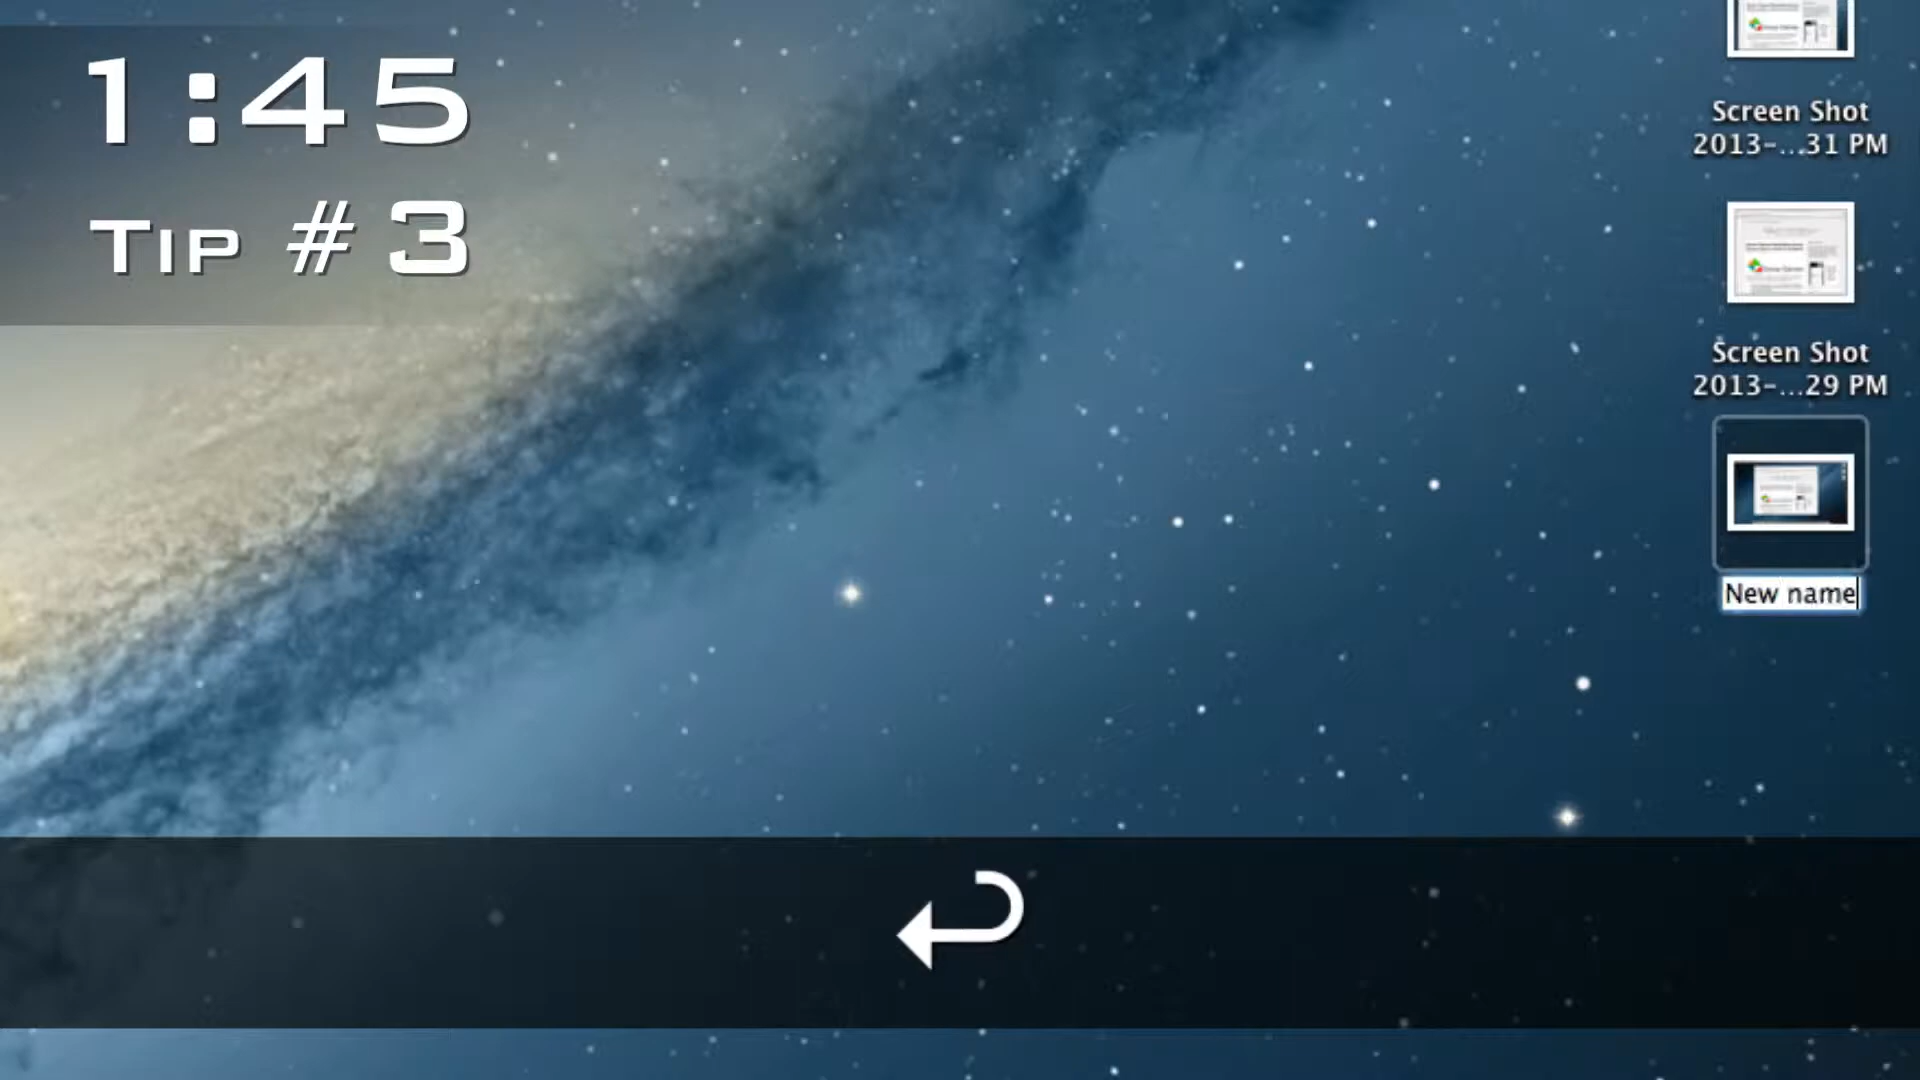 1:45
Tip #3
Screen Shot
2013-...31 PM
Screen Shot
2013-...29 PM
New name